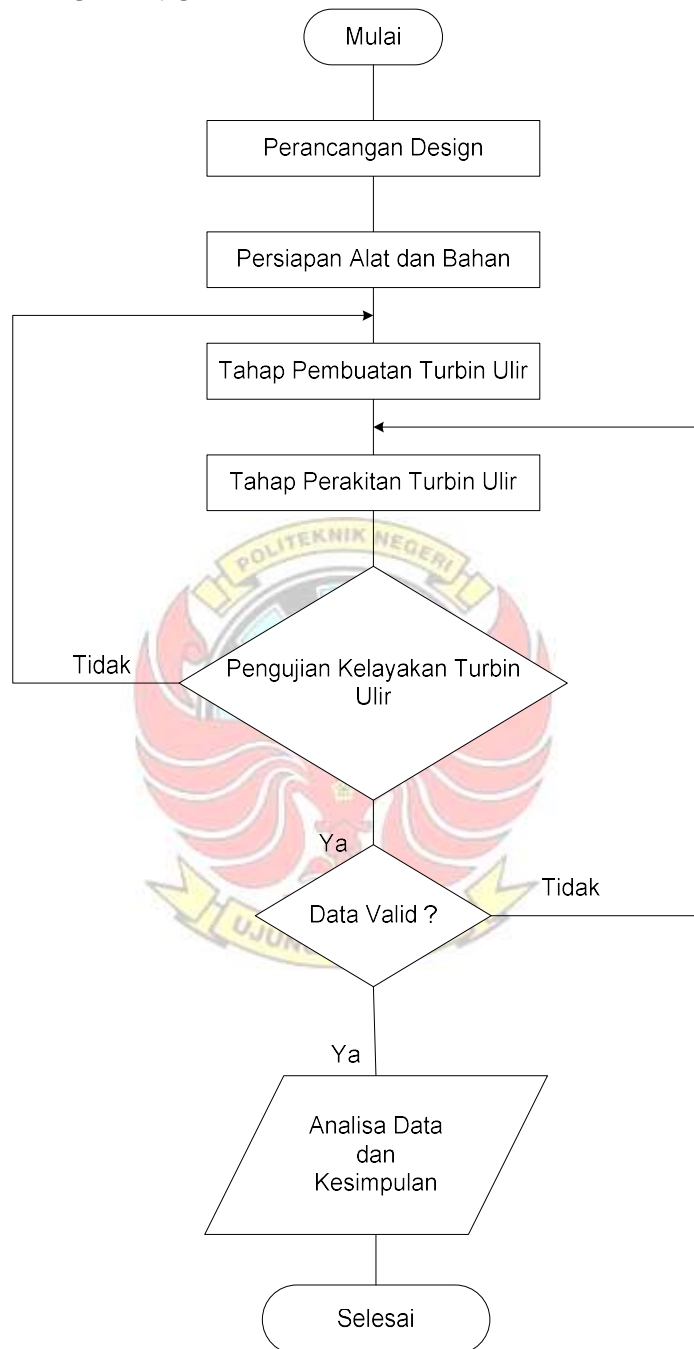 Mulai
Perancangan Design
Persiapan Alat dan Bahan
Tahap Pembuatan Turbin Ulir
Tahap Perakitan Turbin Ulir
POLITEKNIK NEGERI
Tidak
Pengujian Kelayakan Turbin
Ulir
Ya
Data Valid ?
Tidak
Ya
Analisa Data
dan
Kesimpulan
Selesai